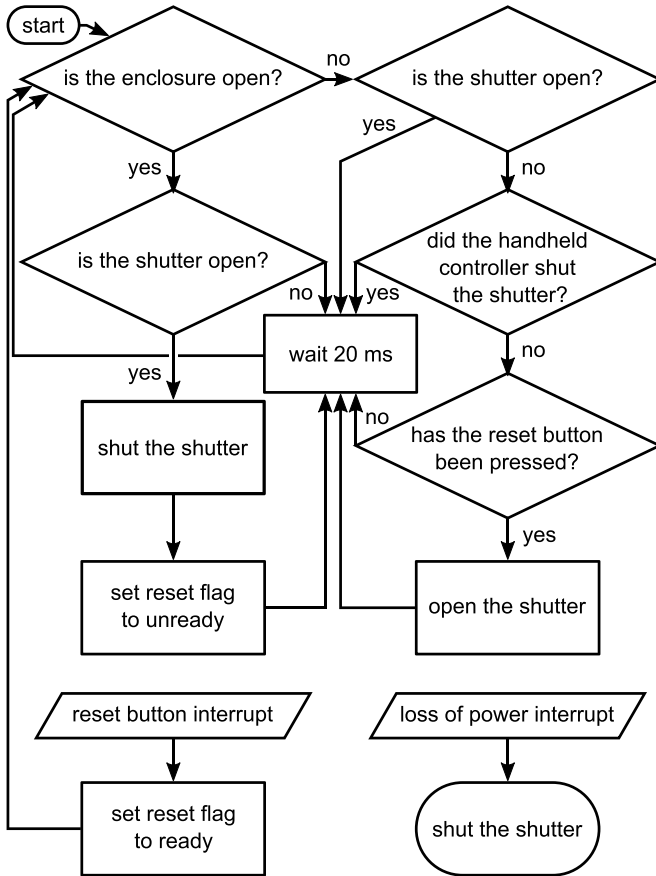 start
is the enclosure open?
no
is the shutter open?
yes
yes
no
is the shutter open?
did the handheld
controller shut
the shutter?
no
yes
wait 20 ms
no
yes
shut the shutter
no
has the reset button
been pressed?
yes
set reset flag
to unready
open the shutter
reset button interrupt
loss of power interrupt
set reset flag
to ready
shut the shutter